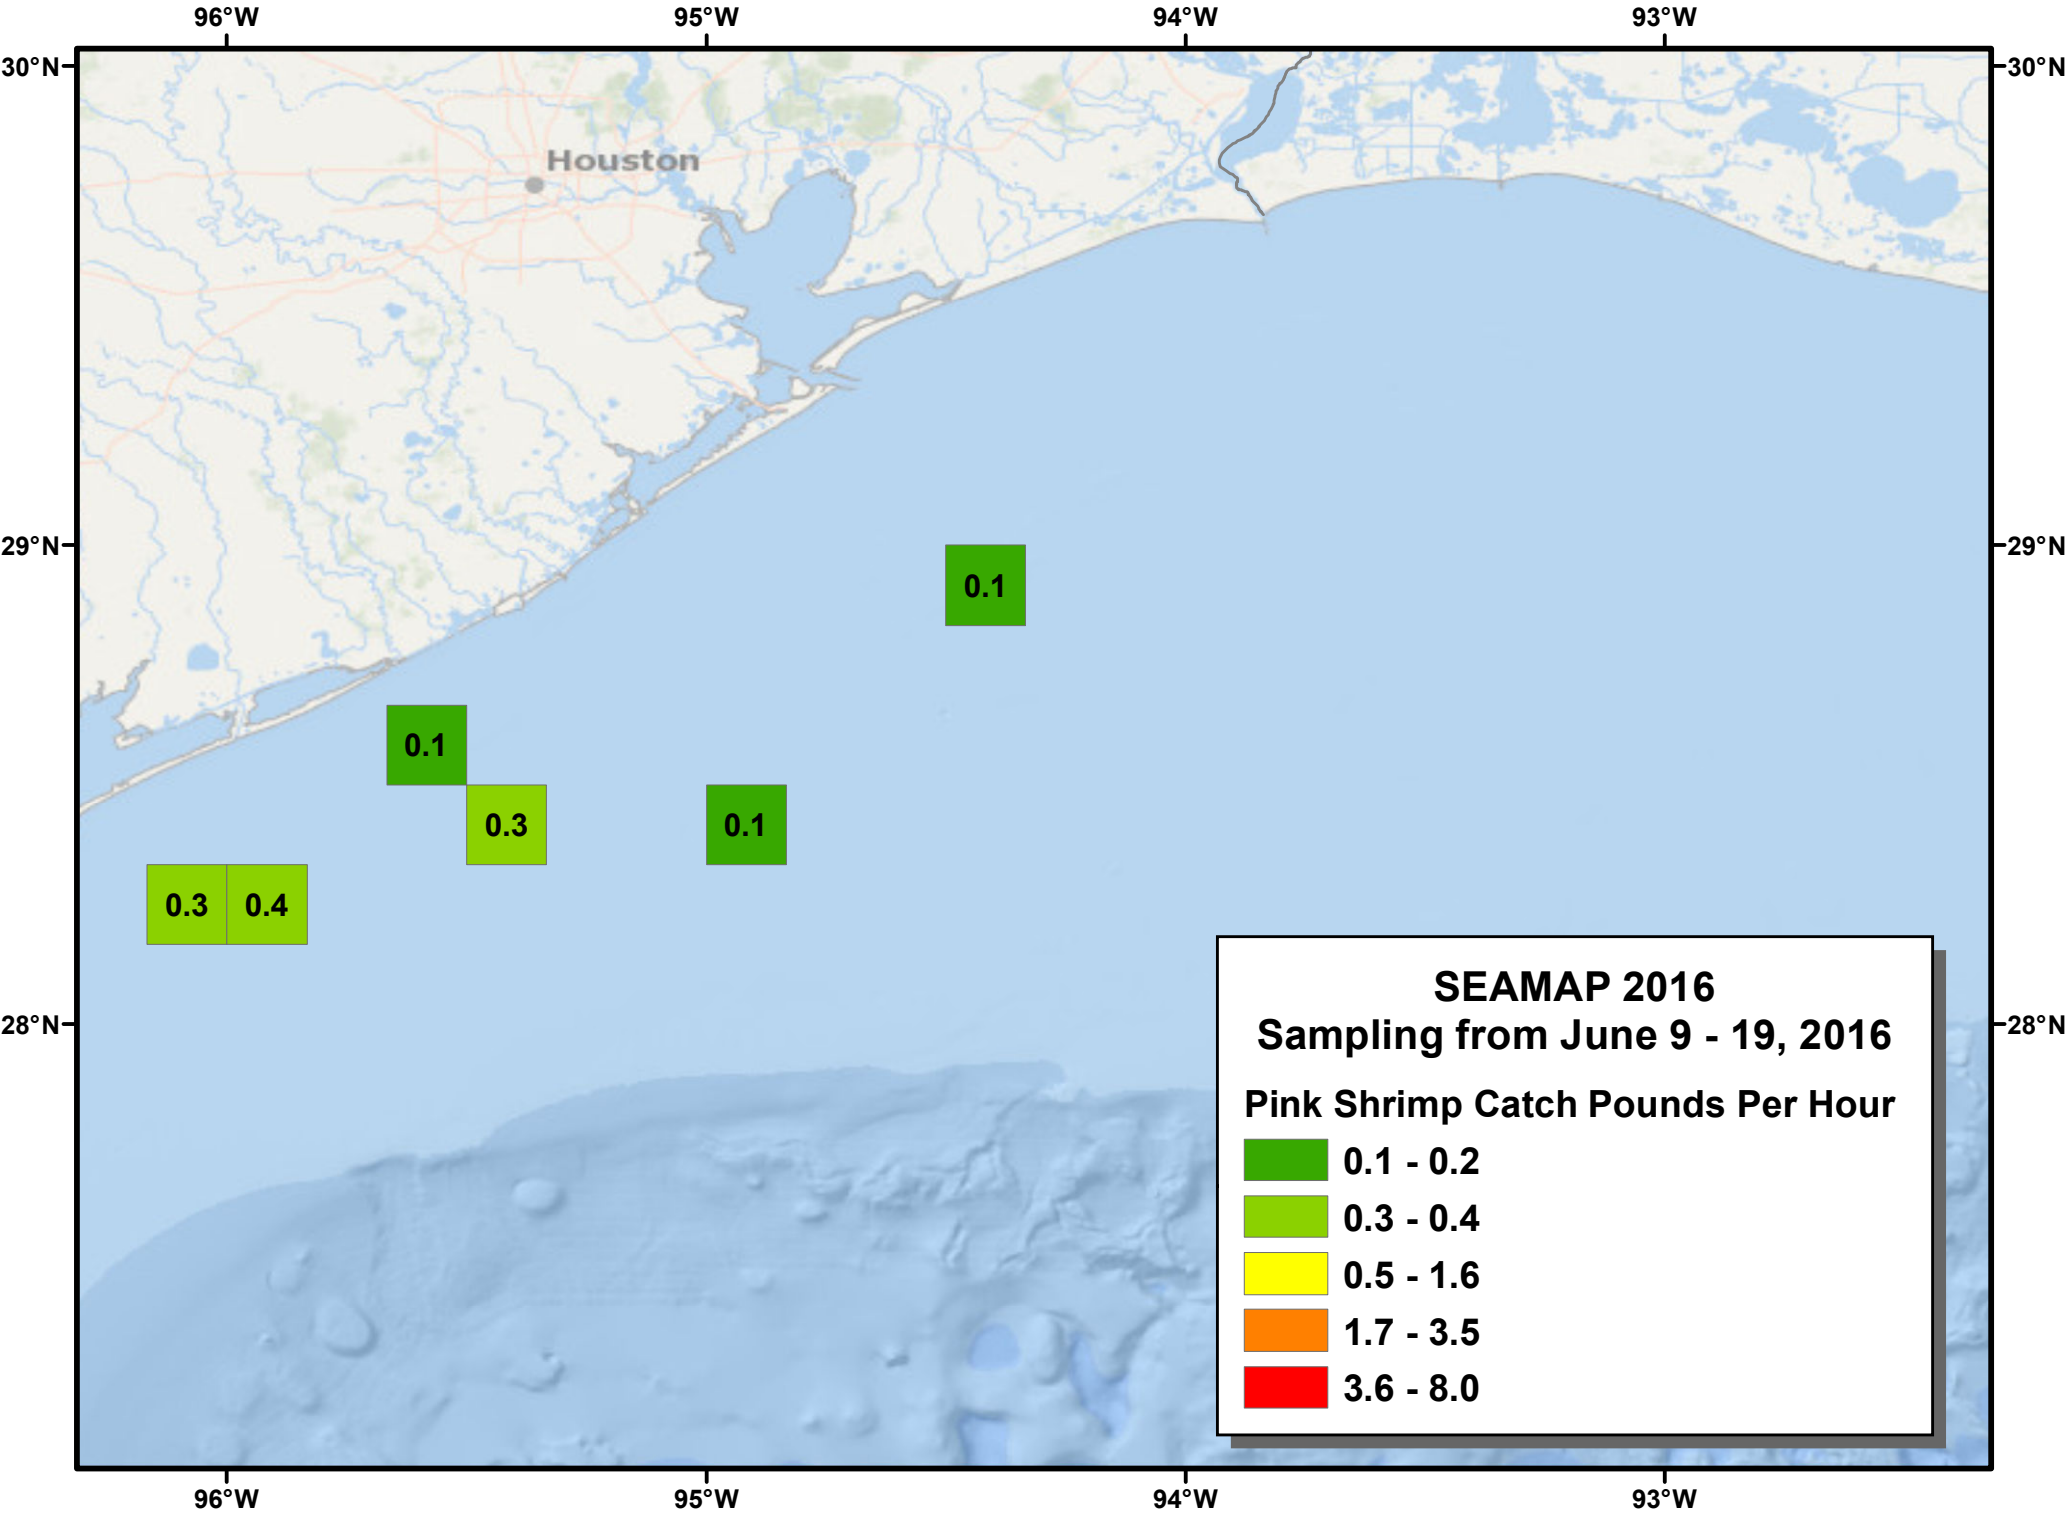 96°W 95°W 94°W 93°W
30°N 30°N
Houston
29°N 29°N
0.1
0.1
0.3 0.1
0.3 0.4
28°N 28°N
SEAMAP 2016
Sampling from June 9 - 19, 2016
Pink Shrimp Catch Pounds Per Hour
0.1 - 0.2
0.3 - 0.4
0.5 - 1.6
1.7 - 3.5
3.6 - 8.0
96°W 95°W 94°W 93°W